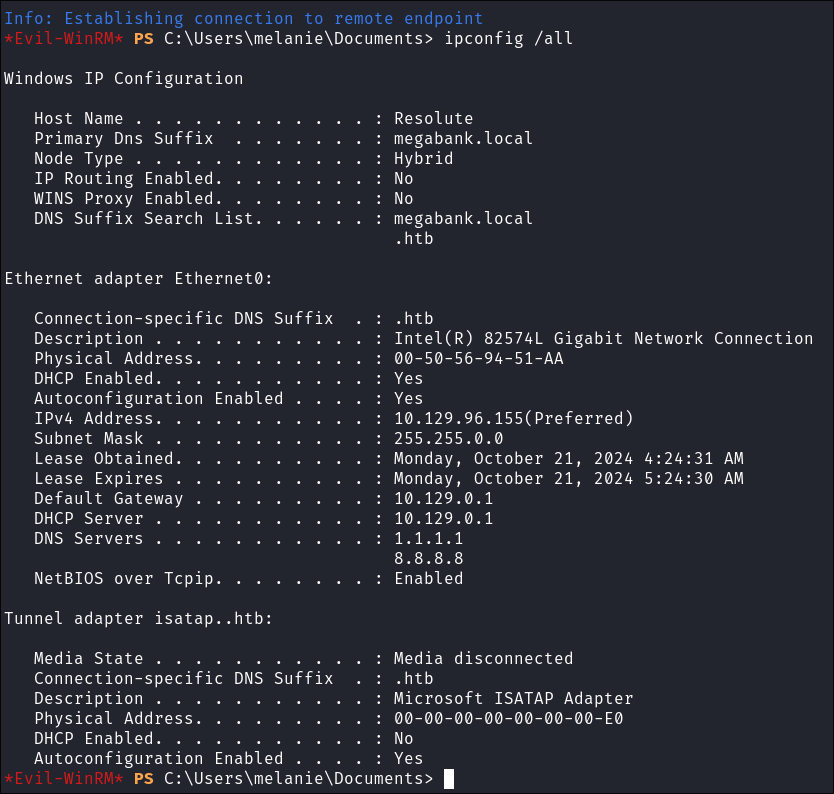 Info: Establishing connection to remote endpoint
*Evil-WinRM* PS C:\Users\melanie\Documents> ipconfig /all
Windows IP Configuration
   Host Name . . . . . . . . . . . . : Resolute
   Primary Dns Suffix  . . . . . . . : megabank.local
   Node Type . . . . . . . . . . . . : Hybrid
   IP Routing Enabled. . . . . . . . : No
   WINS Proxy Enabled. . . . . . . . : No
   DNS Suffix Search List. . . . . . : megabank.local
                                       .htb
Ethernet adapter Ethernet0:
   Connection-specific DNS Suffix  . : .htb
   Description . . . . . . . . . . . : Intel(R) 82574L Gigabit Network Connection
   Physical Address. . . . . . . . . : 00-50-56-94-51-AA
   DHCP Enabled. . . . . . . . . . . : Yes
   Autoconfiguration Enabled . . . . : Yes
   IPv4 Address. . . . . . . . . . . : 10.129.96.155(Preferred)
   Subnet Mask . . . . . . . . . . . : 255.255.0.0
   Lease Obtained. . . . . . . . . . : Monday, October 21, 2024 4:24:31 AM
   Lease Expires . . . . . . . . . . : Monday, October 21, 2024 5:24:30 AM
   Default Gateway . . . . . . . . . : 10.129.0.1
   DHCP Server . . . . . . . . . . . : 10.129.0.1
   DNS Servers . . . . . . . . . . . : 1.1.1.1
                                       8.8.8.8
   NetBIOS over Tcpip. . . . . . . . : Enabled
Tunnel adapter isatap..htb:
   Media State . . . . . . . . . . . : Media disconnected
   Connection-specific DNS Suffix  . : .htb
   Description . . . . . . . . . . . : Microsoft ISATAP Adapter
   Physical Address. . . . . . . . . : 00-00-00-00-00-00-00-E0
   DHCP Enabled. . . . . . . . . . . : No
   Autoconfiguration Enabled . . . . : Yes
*Evil-WinRM* PS C:\Users\melanie\Documents>